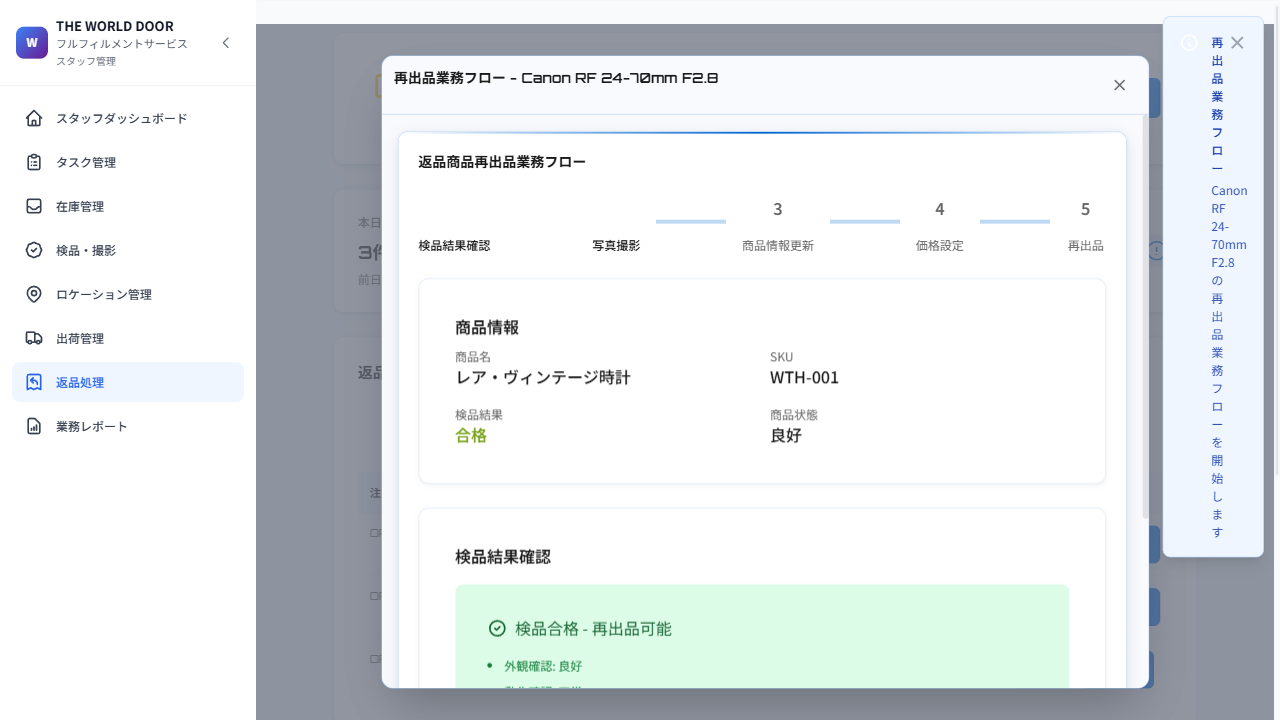 THE WORLD DOOR
W
フルフィルメントサービス
スタッフ管理
スタッフダッシュボード
タスク管理
在庫管理
検品・撮影
ロケーション管理
出荷管理
返品処理
業務レポート
本日
3件
前日
返品
注
再出品業務フロー - Canon RF 24-70mm F2.8
返品商品再出品業務フロー
3
4
5
検品結果確認
写真撮影
商品情報更新
価格設定
再出品
商品情報
商品名
SKU
レア・ヴィンテージ時計
WTH-001
検品結果
商品状態
合格
良好
検品結果確認
検品合格 - 再出品可能
• 外観確認: 良好
再
出
品
業
務
フ
ロ
ー
Canon
RF
24-
70mm
F2.8
の
再
出
品
業
務
フ
ロ
ー
を
開
始
し
ま
す